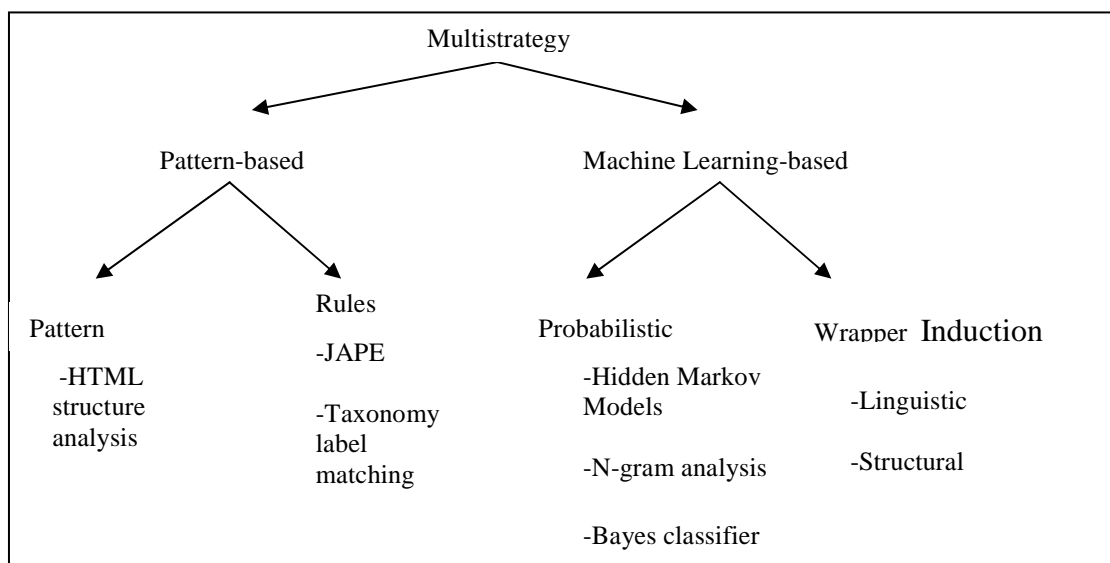 Multistrategy
Pattern-based
Machine Learning-based
Pattern
-HTML
structure
analysis
Rules
-JAPE
-Taxonomy
label
matching
Probabilistic
-Hidden Markov
Models
-N-gram analysis
-Bayes classifier
Wrapper Induction
-Linguistic
-Structural